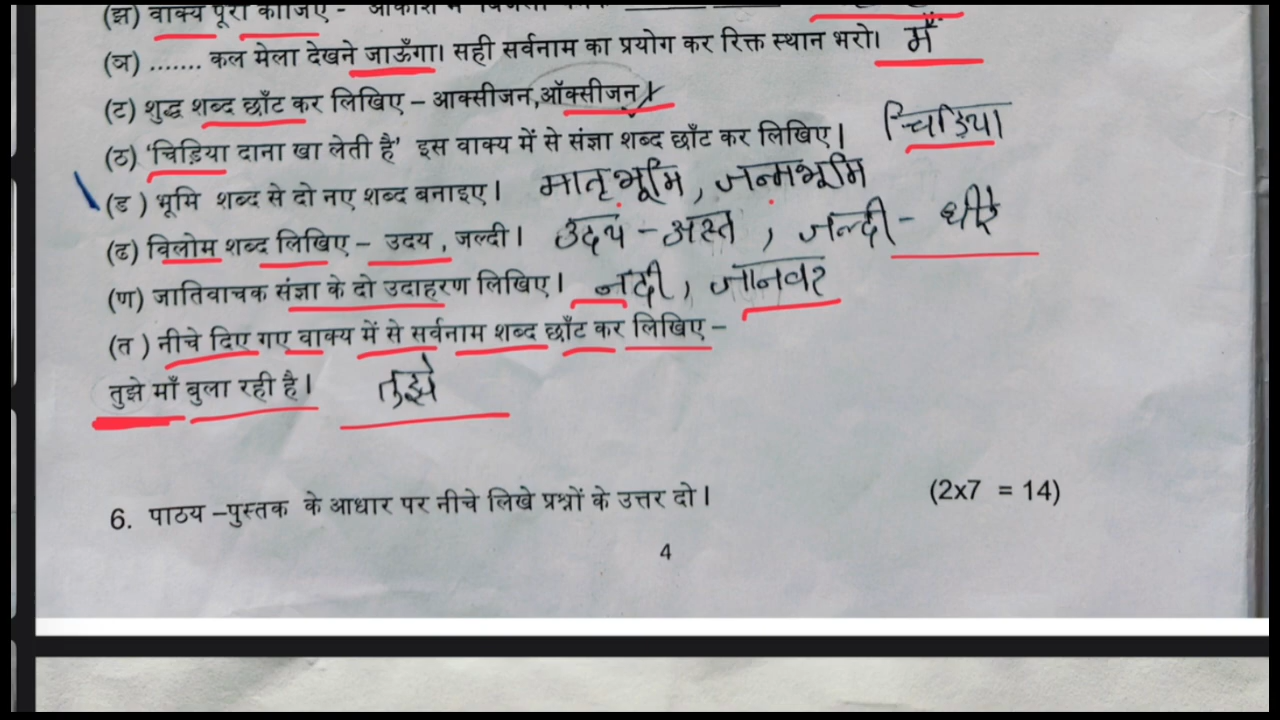 (झ) वाक्य पूरा कीजिए - आकाश में
(ञ) ....... कल मेला देखने जाऊँगा। सही सर्वनाम का प्रयोग कर रिक्त स्थान भरो। मैं
(ट) शुद्ध शब्द छाँट कर लिखिए – आक्सीजन,ऑक्सीजन
(ठ) 'चिड़िया दाना खा लेती है' इस वाक्य में से संज्ञा शब्द छाँट कर लिखिए। चिड़िया
(ड ) भूमि शब्द से दो नए शब्द बनाइए। मातृभूमि, जन्मभूमि
(ढ) विलोम शब्द लिखिए – उदय , जल्दी। उदय – अस्त , जल्दी – धीरे
(ण) जातिवाचक संज्ञा के दो उदाहरण लिखिए। नदी, जानवर
(त ) नीचे दिए गए वाक्य में से सर्वनाम शब्द छाँट कर लिखिए –
तुझे माँ बुला रही है। तुझे
6. पाठय –पुस्तक के आधार पर नीचे लिखे प्रश्नों के उत्तर दो। (2x7 = 14)
4